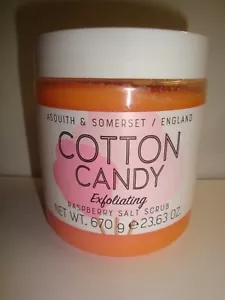 ASQUITH & SOMERSET / ENGLAND
COTTON
CANDY
Exfoliating
RASPBERRY SALT SCRUB
NET WT. 670 g ℮ 23.63 OZ.